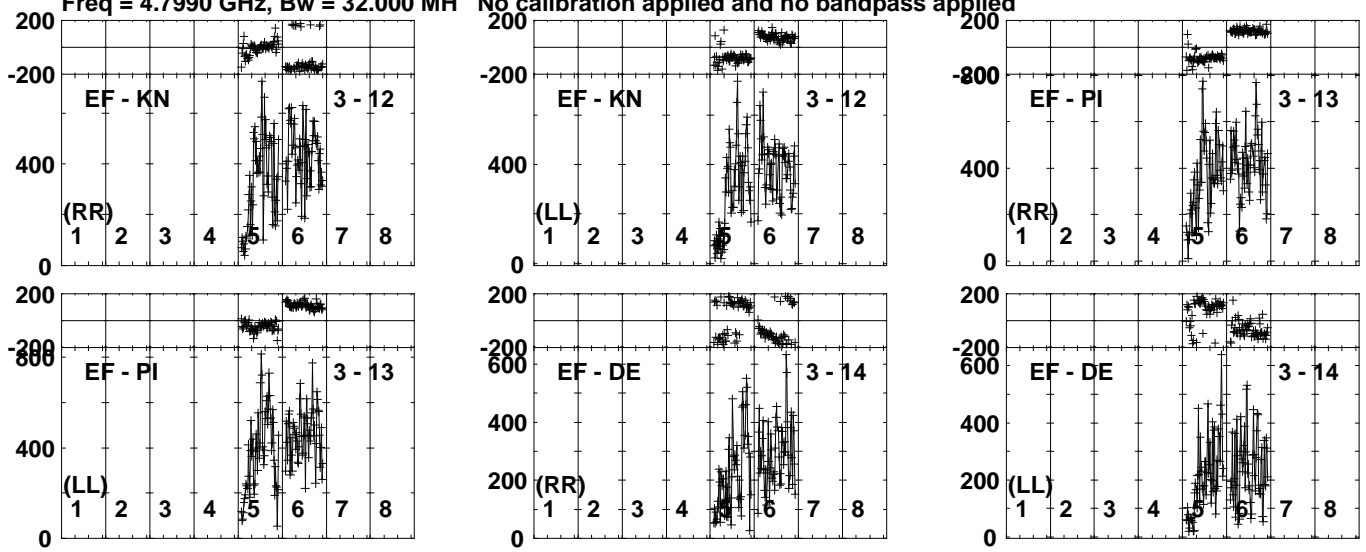 Freq = 4.7990 GHz, Bw = 32.000 MH No calibration applied and no bandpass applied
200 200 200
-200 -200
EF - KN 3 - 12 EF - KN 3 - 12 EF - PI 3 - 13
400 400 400
(RR) (LL) (RR)
1 2 3 4 5 6 7 8 1 2 3 4 5 6 7 8 1 2 3 4 5 6 7 8
0 0 0
200 200 200
-200 -200 -200
800 600 600
EF - PI 3 - 13 EF - DE 3 - 14 EF - DE 3 - 14
400 400 400
200 200
(LL) (RR) (LL)
1 2 3 4 5 6 7 8 1 2 3 4 5 6 7 8 1 2 3 4 5 6 7 8
0 0 0